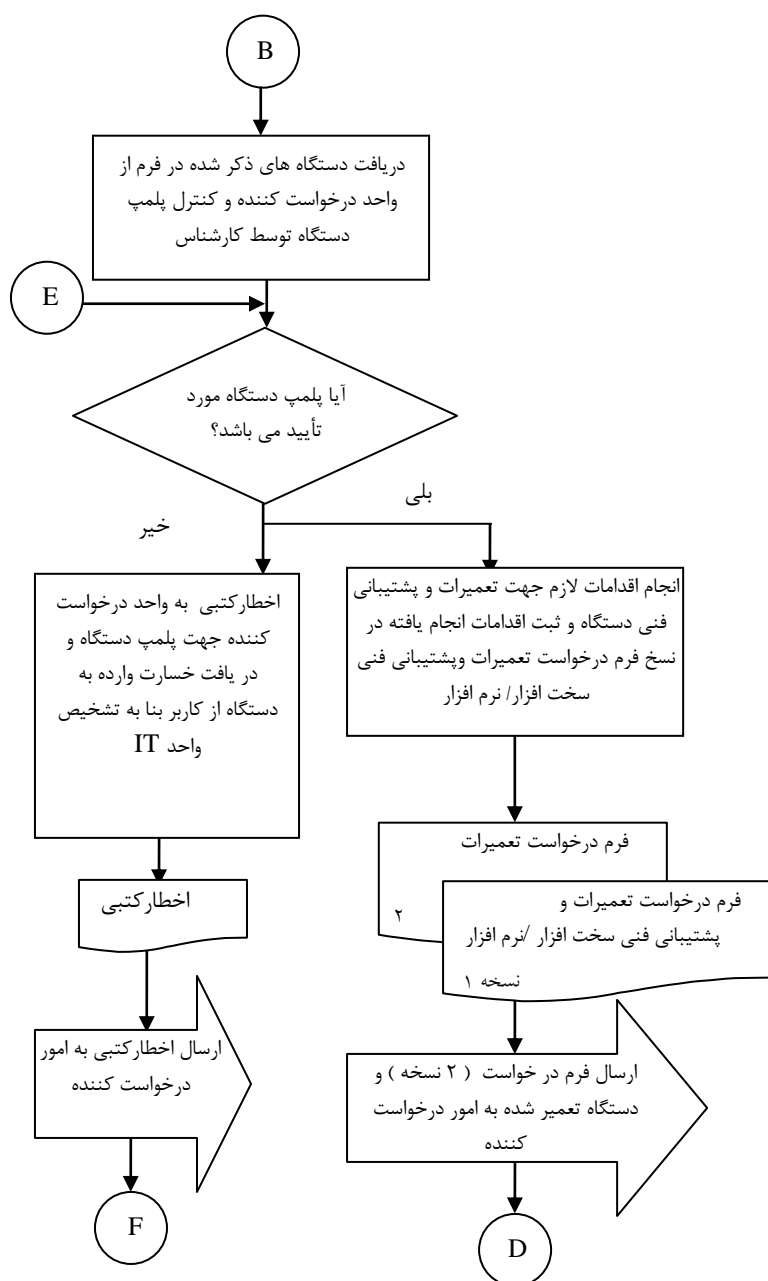 B
دریافت دستگاه های ذکر شده در فرم از
واحد درخواست کننده و کنترل پلمپ
دستگاه توسط کارشناس
E
آیا پلمپ دستگاه مورد
تأیید می باشد؟
بلی
خیر
انجام اقدامات لازم جهت تعمیرات و پشتیبانی
فنی دستگاه و ثبت اقدامات انجام یافته در
نسخ فرم درخواست تعمیرات وپشتیبانی فنی
سخت افزار/ نرم افزار
اخطارکتبی به واحد درخواست
کننده جهت پلمپ دستگاه و
در یافت خسارت وارده به
دستگاه از کاربر بنا به تشخیص
واحد IT
فرم درخواست تعمیرات
۲
فرم درخواست تعمیرات و
پشتیبانی فنی سخت افزار /نرم افزار
نسخه ۱
اخطارکتبی
ارسال فرم در خواست ( ۲ نسخه ) و
دستگاه تعمیر شده به امور درخواست
کننده
ارسال اخطارکتبی به امور
درخواست کننده
D
F